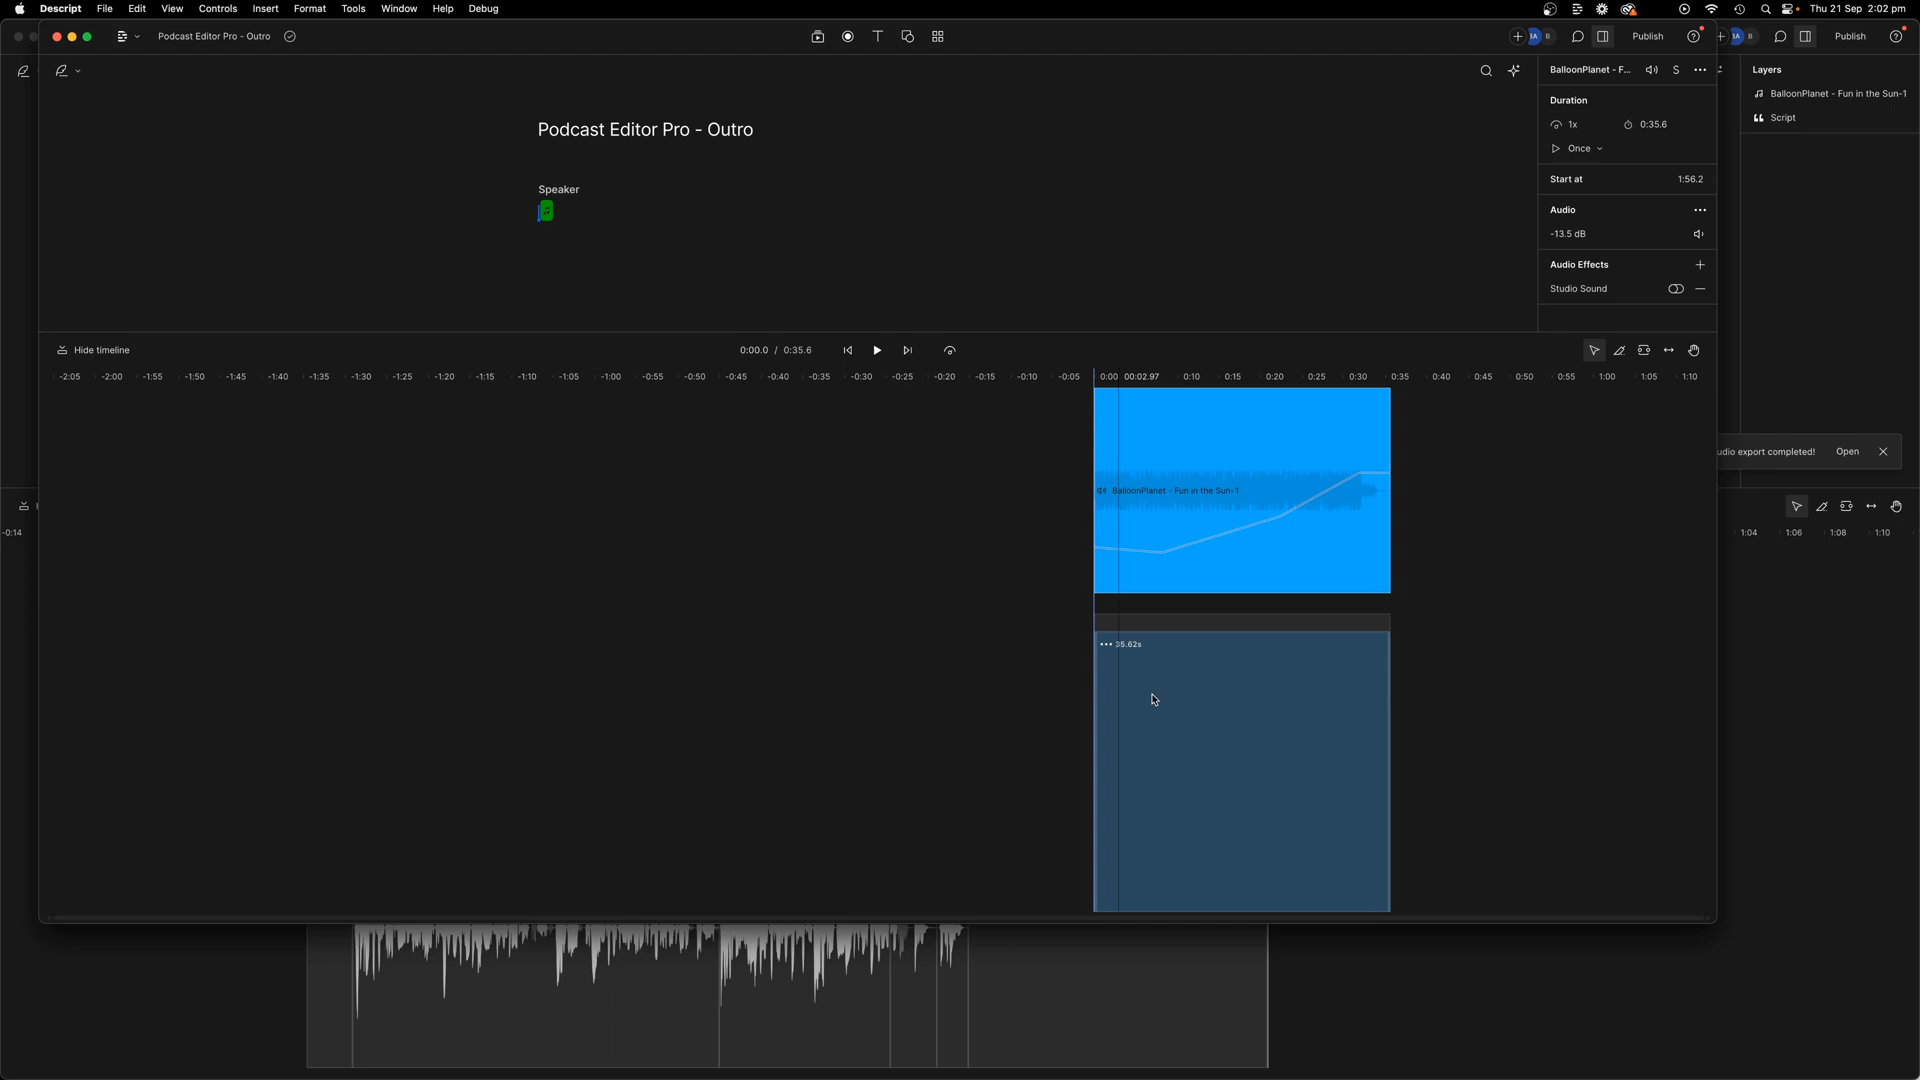 Descript File Edit View Controls Insert Format Tools Window Help Debug Thu 21 Sep 2:02 pm
Podcast Editor Pro - Outro
BA B Publish
BA B Publish
BalloonPlanet - F... S
Layers
Duration
BalloonPlanet - Fun in the Sun-1
1x 0:35.6
Script
Podcast Editor Pro - Outro
Once
Start at 1:56.2
Speaker
Audio
-13.5 dB
Audio Effects
Studio Sound
Hide timeline
0:00.0 / 0:35.6
-2:05 -2:00 -1:55 -1:50 -1:45 -1:40 -1:35 -1:30 -1:25 -1:20 -1:15 -1:10 -1:05 -1:00 -0:55 -0:50 -0:45 -0:40 -0:35 -0:30 -0:25 -0:20 -0:15 -0:10 -0:05 0:00 00:02.97 0:10 0:15 0:20 0:25 0:30 0:35 0:40 0:45 0:50 0:55 1:00 1:05 1:10
udio export completed! Open
BalloonPlanet - Fun in the Sun-1
-0:14 1:04 1:06 1:08 1:10
35.62s